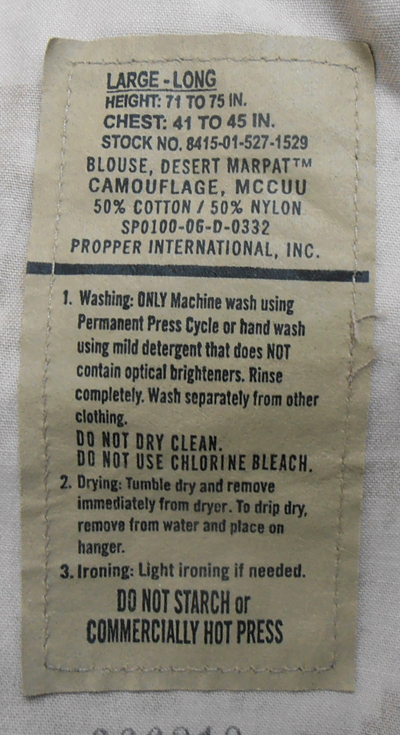 LARGE - LONG
HEIGHT: 71 TO 75 IN.
CHEST: 41 TO 45 IN.
STOCK NO. 8415-01-527-1529
BLOUSE, DESERT MARPAT™
CAMOUFLAGE, MCCUU
50% COTTON / 50% NYLON
SP0100-06-D-0332
PROPPER INTERNATIONAL, INC.
1. Washing: ONLY Machine wash using
Permanent Press Cycle or hand wash
using mild detergent that does NOT
contain optical brighteners. Rinse
completely. Wash separately from other
clothing.
DO NOT DRY CLEAN.
DO NOT USE CHLORINE BLEACH.
2. Drying: Tumble dry and remove
immediately from dryer. To drip dry,
remove from water and place on
hanger.
3. Ironing: Light ironing if needed.
DO NOT STARCH or
COMMERCIALLY HOT PRESS